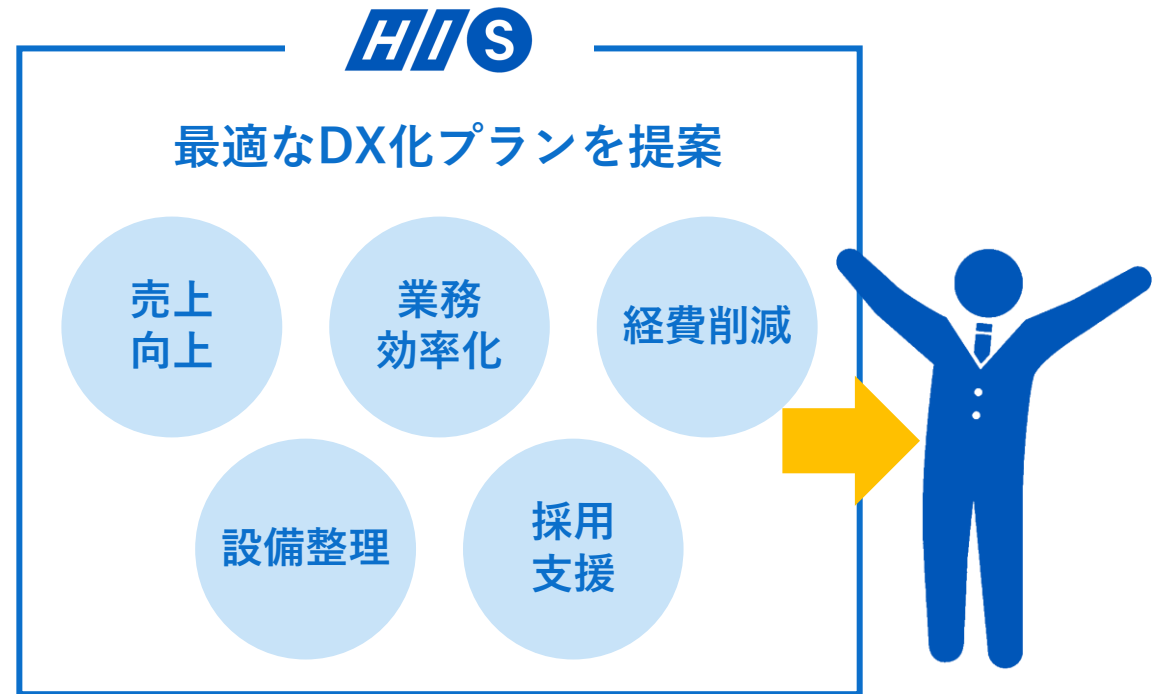 HIS
最適なDX化プランを提案
売上
向上
業務
効率化
経費削減
設備整理
採用
支援